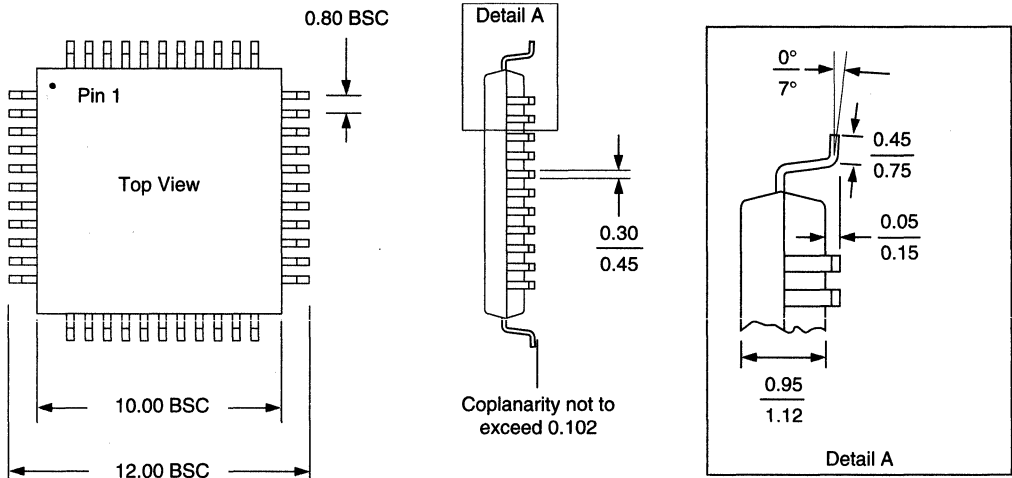 0.80 BSC
Pin 1
Top View
10.00 BSC
12.00 BSC
Detail A
0.30
0.45
Coplanarity not to
exceed 0.102
0°
7°
0.45
0.75
0.05
0.15
0.95
1.12
Detail A